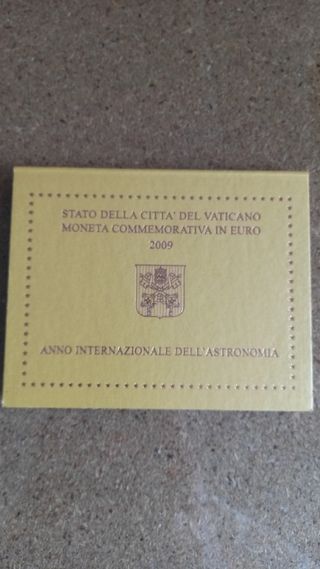 STATO DELLA CITTA' DEL VATICANO
MONETA COMMEMORATIVA IN EURO
2009
ANNO INTERNAZIONALE DELL'ASTRONOMIA